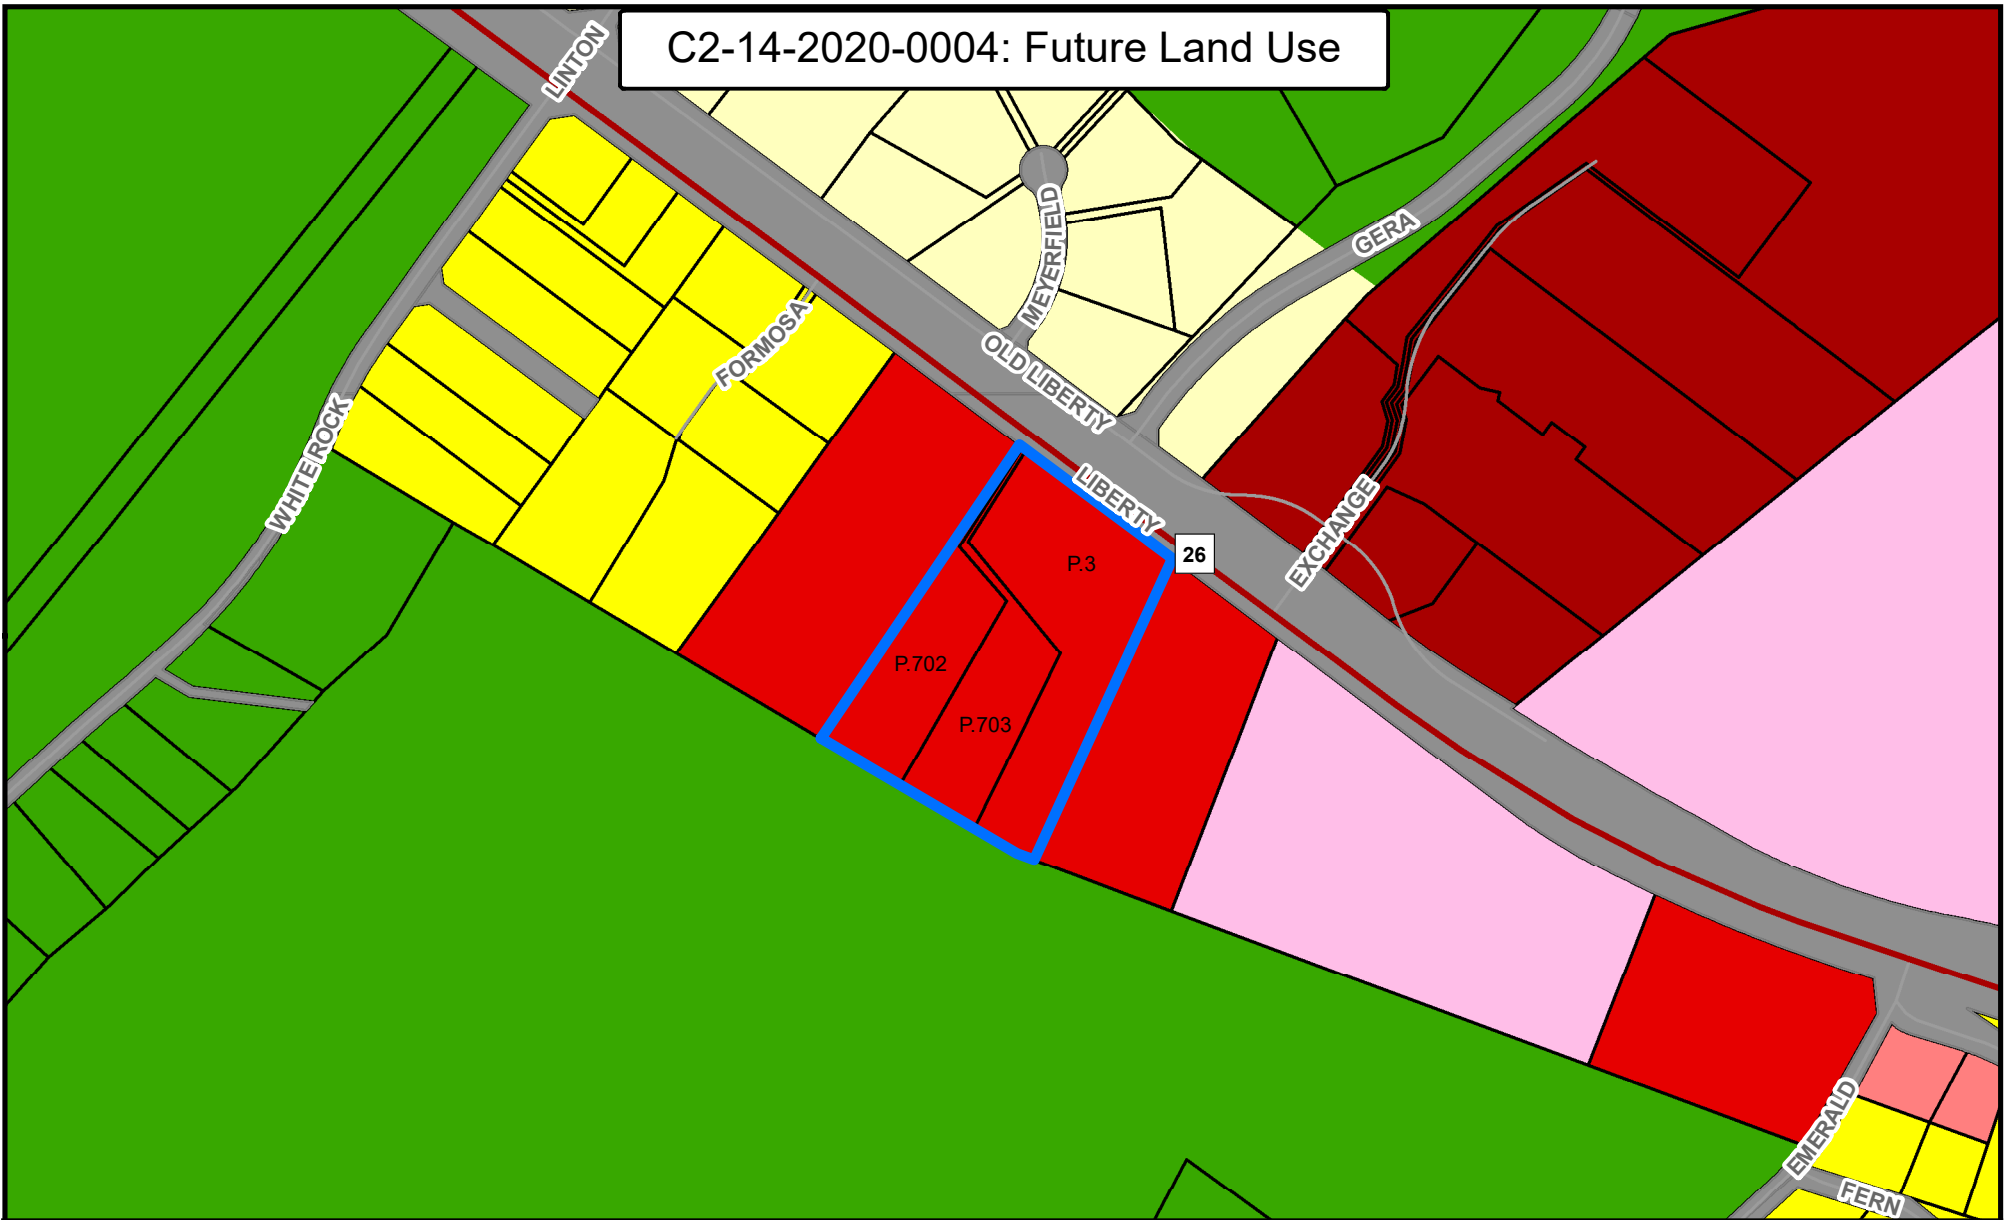 C2-14-2020-0004: Future Land Use
LINTON
MEYERFIELD
GERA
FORMOSA
OLD LIBERTY
WHITE ROCK
LIBERTY
26
EXCHANGE
P.3
P.702
P.703
EMERALD
FERN